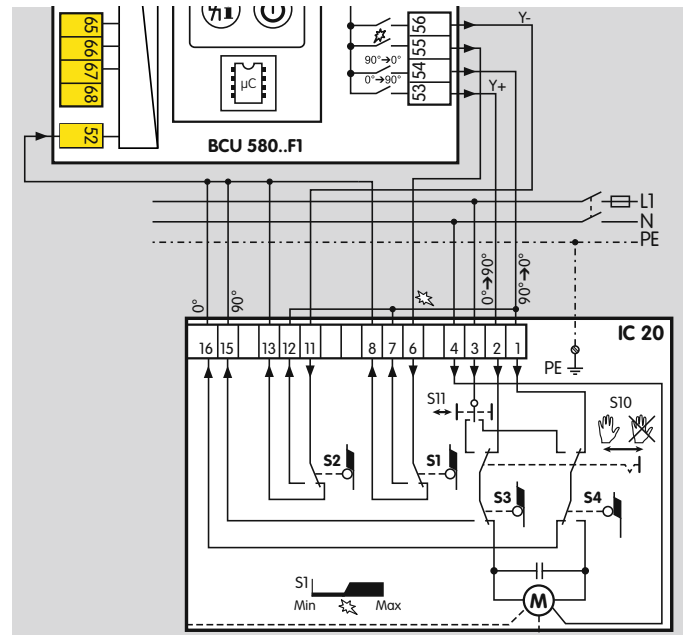 65
66
67
68
52
µC
BCU 580..F1
90°→0°
0°→90°
56
55
54
53
Y-
Y+
L1
N
PE
0°
90°
0°→90°
90°→0°
IC 20
16 15 13 12 11 8 7 6 4 3 2 1
PE
S11
S10
S2
S1
S3
S4
S1
Min Max
M